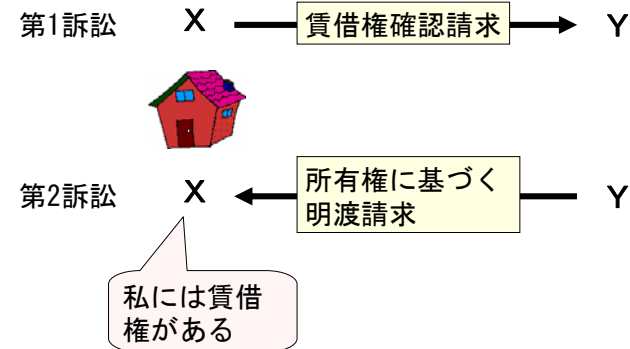 第1訴訟 X 賃借権確認請求 Y
第2訴訟 X 所有権に基づく
明渡請求 Y
私には賃借
権がある